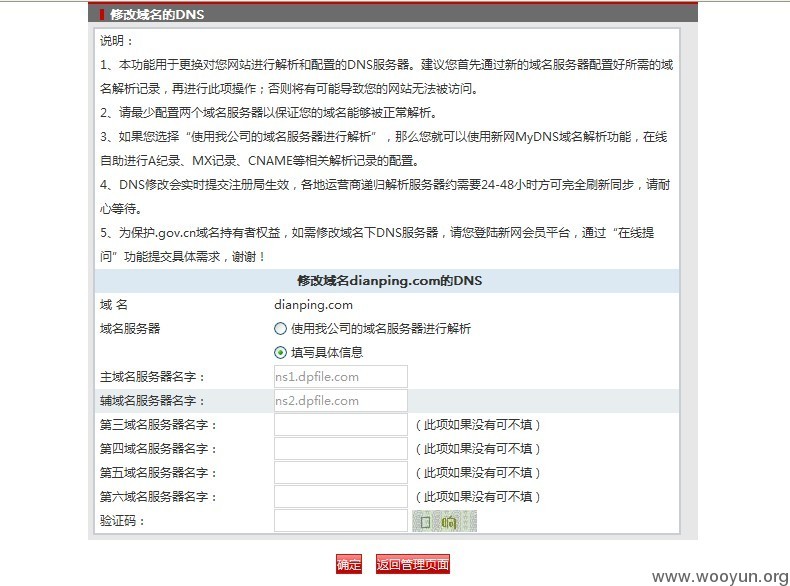 修改域名的DNS
说明：
1、本功能用于更换对您网站进行解析和配置的DNS服务器。建议您首先通过新的域名服务器配置好所需的域
名解析记录，再进行此项操作；否则将有可能导致您的网站无法被访问。
2、请最少配置两个域名服务器以保证您的域名能够被正常解析。
3、如果您选择“使用我公司的域名服务器进行解析”，那么您就可以使用新网MyDNS域名解析功能，在线
自助进行A纪录、MX记录、CNAME等相关解析记录的配置。
4、DNS修改会实时提交注册局生效，各地运营商递归解析服务器约需要24-48小时方可完全刷新同步，请耐
心等待。
5、为保护.gov.cn域名持有者权益，如需修改域名下DNS服务器，请您登陆新网会员平台，通过“在线提
问”功能提交具体需求，谢谢！
修改域名dianping.com的DNS
域 名 dianping.com
域名服务器 使用我公司的域名服务器进行解析
填写具体信息
主域名服务器名字： ns1.dpfile.com
辅域名服务器名字： ns2.dpfile.com
第三域名服务器名字： （此项如果没有可不填）
第四域名服务器名字： （此项如果没有可不填）
第五域名服务器名字： （此项如果没有可不填）
第六域名服务器名字： （此项如果没有可不填）
验证码：
确定 返回管理页面
www.wooyun.org